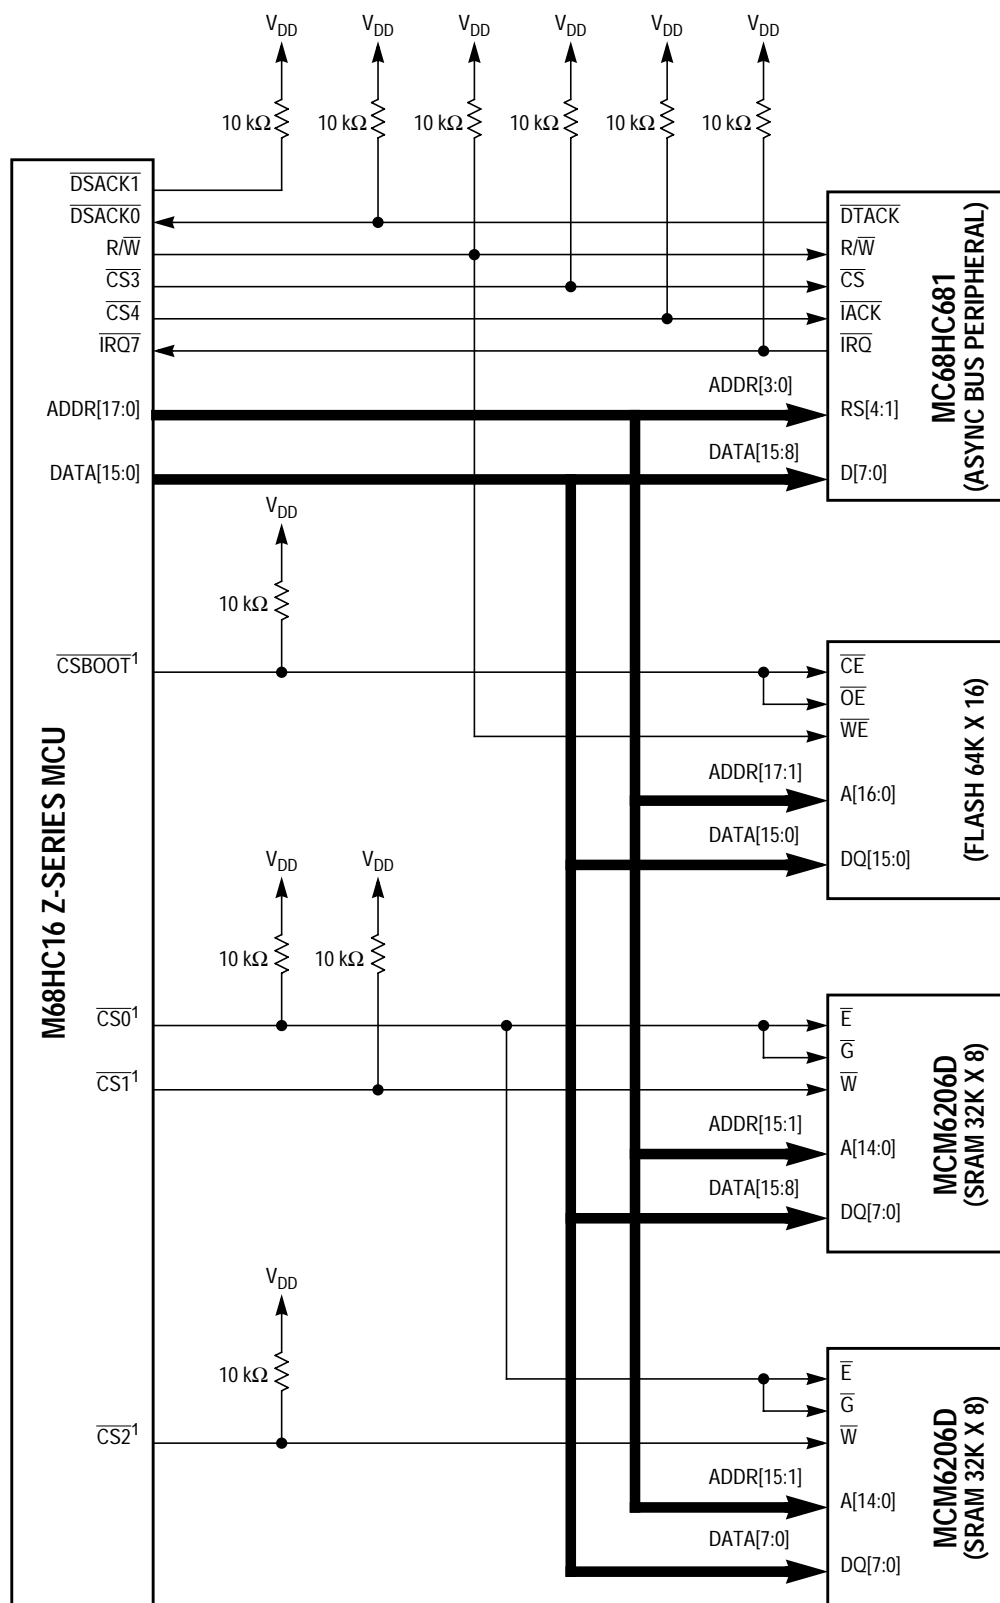 VDD VDD VDD VDD VDD VDD
10 kΩ 10 kΩ 10 kΩ 10 kΩ 10 kΩ 10 kΩ
M68HC16 Z-SERIES MCU
DSACK1
DSACK0
R/W
CS3
CS4
IRQ7
ADDR[17:0]
DATA[15:0]
ADDR[3:0]
DATA[15:8]
DTACK
R/W
CS
IACK
IRQ
RS[4:1]
D[7:0]
MC68HC681
(ASYNC BUS PERIPHERAL)
VDD
10 kΩ
CSBOOT1
ADDR[17:1]
DATA[15:0]
CE
OE
WE
A[16:0]
DQ[15:0]
(FLASH 64K X 16)
VDD VDD
10 kΩ 10 kΩ
CS01
CS11
ADDR[15:1]
DATA[15:8]
E
G
W
A[14:0]
DQ[7:0]
MCM6206D
(SRAM 32K X 8)
VDD
10 kΩ
CS21
ADDR[15:1]
DATA[7:0]
E
G
W
A[14:0]
DQ[7:0]
MCM6206D
(SRAM 32K X 8)